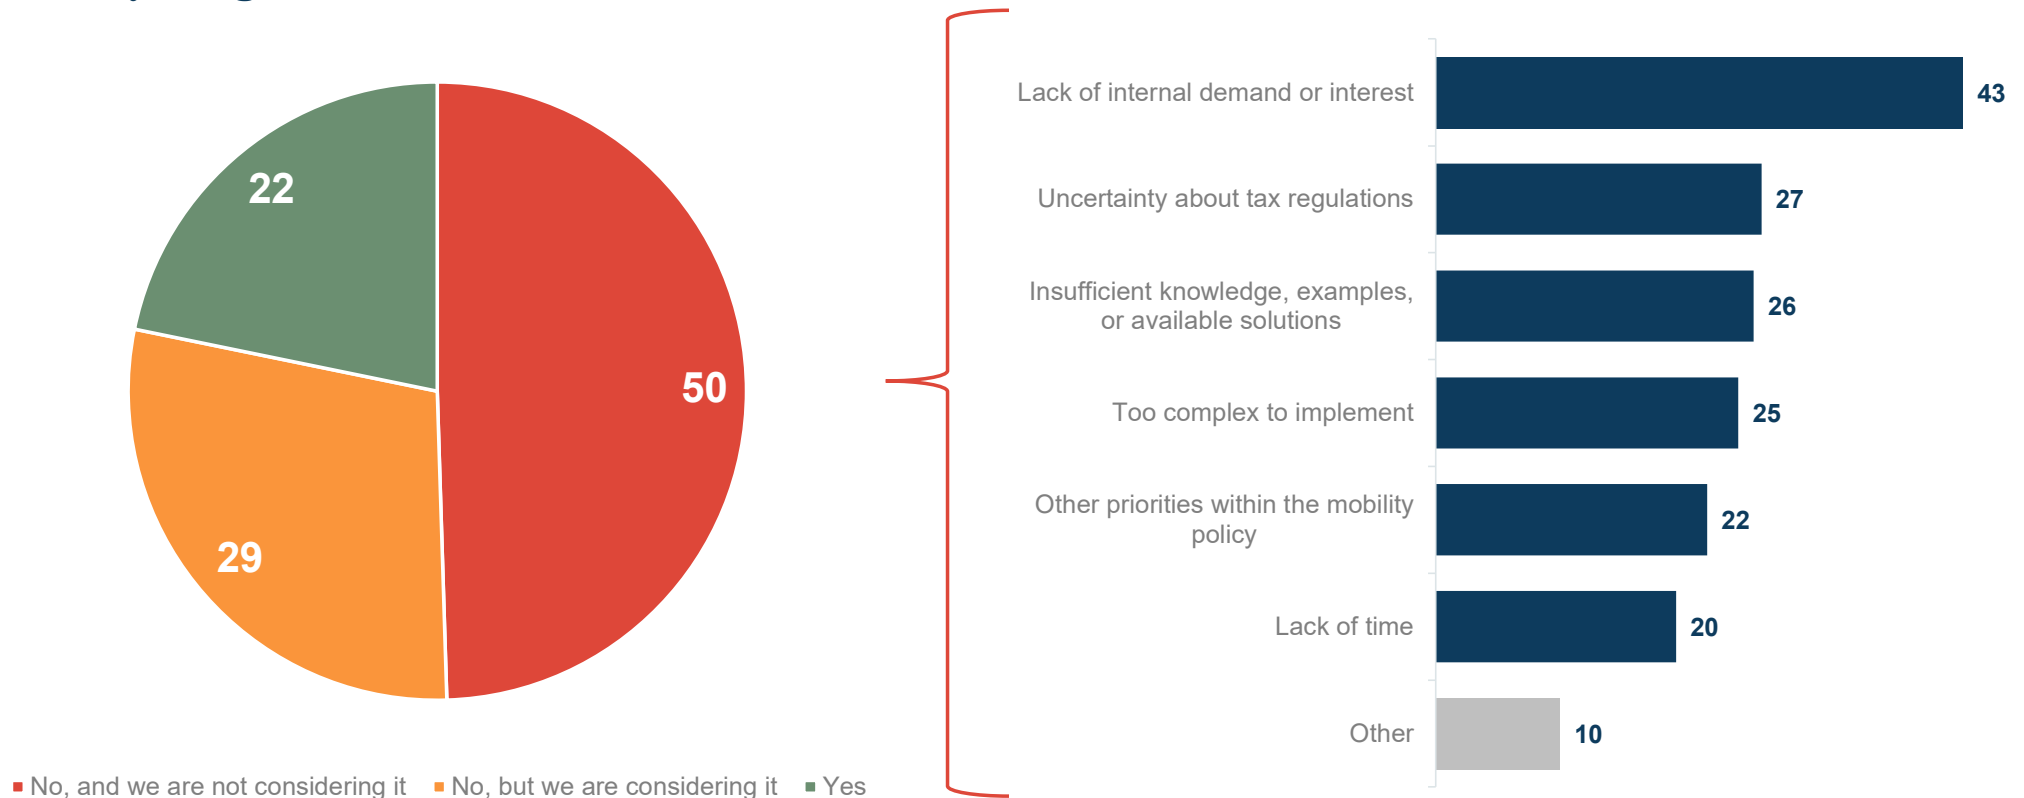 22
50
29
No, and we are not considering it
No, but we are considering it
Yes
Lack of internal demand or interest
43
Uncertainty about tax regulations
27
Insufficient knowledge, examples,
or available solutions
26
Too complex to implement
25
Other priorities within the mobility
policy
22
Lack of time
20
Other
10